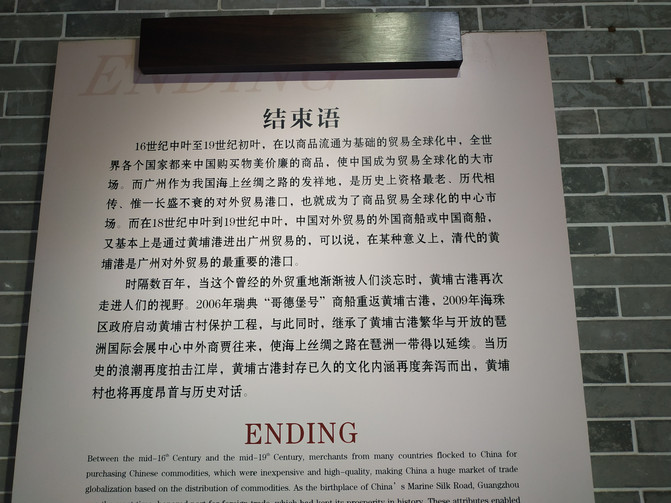 ENDING
结束语
16世纪中叶至19世纪初叶，在以商品流通为基础的贸易全球化中，全世
界各个国家都来中国购买物美价廉的商品，使中国成为贸易全球化的大市
场。而广州作为我国海上丝绸之路的发祥地，是历史上资格最老、历代相
传、惟一长盛不衰的对外贸易港口，也就成为了商品贸易全球化的中心市
场。而在18世纪中叶到19世纪中叶，中国对外贸易的外国商船或中国商船，
又基本上是通过黄埔港进出广州贸易的，可以说，在某种意义上，清代的黄
埔港是广州对外贸易的最重要的港口。
时隔数百年，当这个曾经的外贸重地渐渐被人们淡忘时，黄埔古港再次
走进人们的视野。2006年瑞典“哥德堡号”商船重返黄埔古港，2009年海珠
区政府启动黄埔古村保护工程，与此同时，继承了黄埔古港繁华与开放的琶
洲国际会展中心中外商贾往来，使海上丝绸之路在琶洲一带得以延续。当历
史的浪潮再度拍击江岸，黄埔古港封存已久的文化内涵再度奔泻而出，黄埔
村也将再度昂首与历史对话。
ENDING
Between the mid-16th Century and the mid-19th Century, merchants from many countries flocked to China for
purchasing Chinese commodities, which were inexpensive and high-quality, making China a huge market of trade
globalization based on the distribution of commodities. As the birthplace of China's Marine Silk Road, Guangzhou
for foreign trade, which had kept its prosperity in history. These attributes enabled